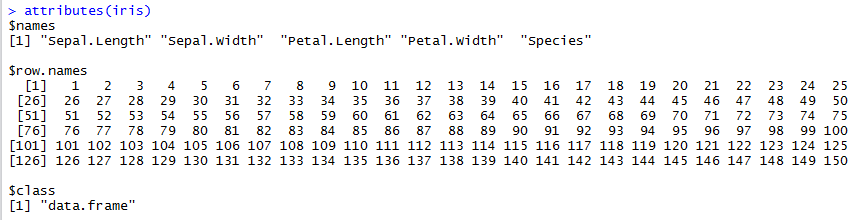 > attributes(iris)
$names
[1] "Sepal.Length" "Sepal.Width"  "Petal.Length" "Petal.Width"  "Species"

$row.names
  [1]   1   2   3   4   5   6   7   8   9  10  11  12  13  14  15  16  17  18  19  20  21  22  23  24  25
 [26]  26  27  28  29  30  31  32  33  34  35  36  37  38  39  40  41  42  43  44  45  46  47  48  49  50
 [51]  51  52  53  54  55  56  57  58  59  60  61  62  63  64  65  66  67  68  69  70  71  72  73  74  75
 [76]  76  77  78  79  80  81  82  83  84  85  86  87  88  89  90  91  92  93  94  95  96  97  98  99 100
[101] 101 102 103 104 105 106 107 108 109 110 111 112 113 114 115 116 117 118 119 120 121 122 123 124 125
[126] 126 127 128 129 130 131 132 133 134 135 136 137 138 139 140 141 142 143 144 145 146 147 148 149 150

$class
[1] "data.frame"